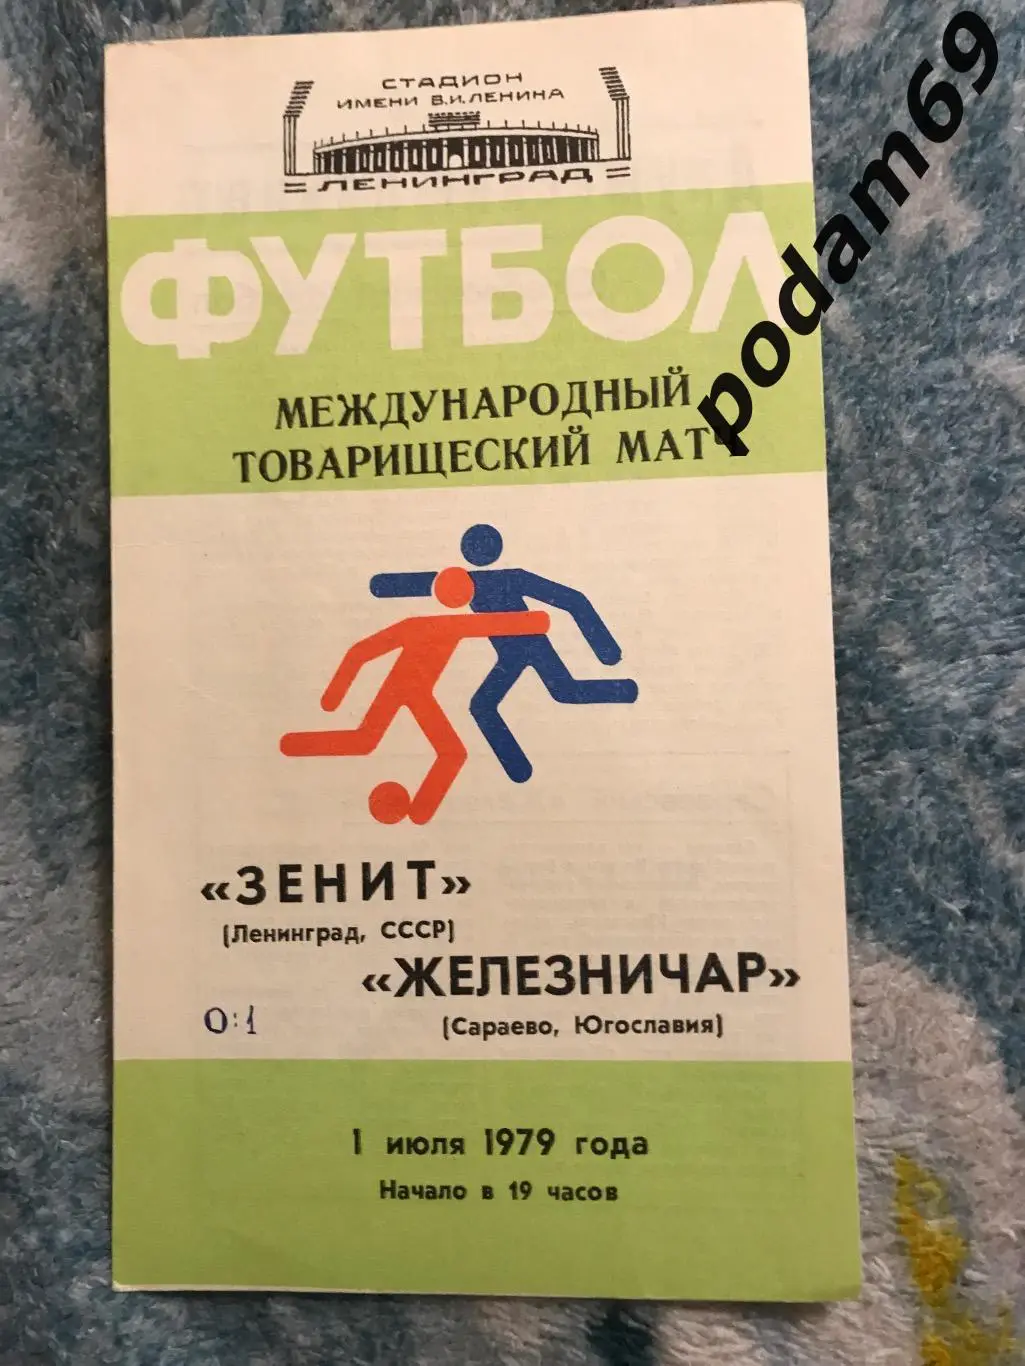 СТАДИОН
ИМЕНИ В.И.ЛЕНИНА
ЛЕНИНГРАД
ФУТБОЛ
МЕЖДУНАРОДНЫЙ
ТОВАРИЩЕСКИЙ МАТЧ
«ЗЕНИТ»
(Ленинград, СССР)
«ЖЕЛЕЗНИЧАР»
0:1
(Сараево, Югославия)
1 июля 1979 года
Начало в 19 часов
podam69